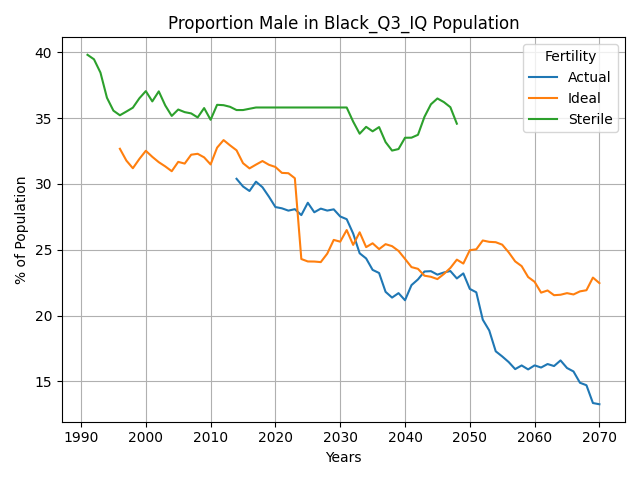 Proportion Male in Black_Q3_IQ Population
Fertility
Actual
Ideal
Sterile
% of Population
40
35
30
25
20
15
1990 2000 2010 2020 2030 2040 2050 2060 2070
Years